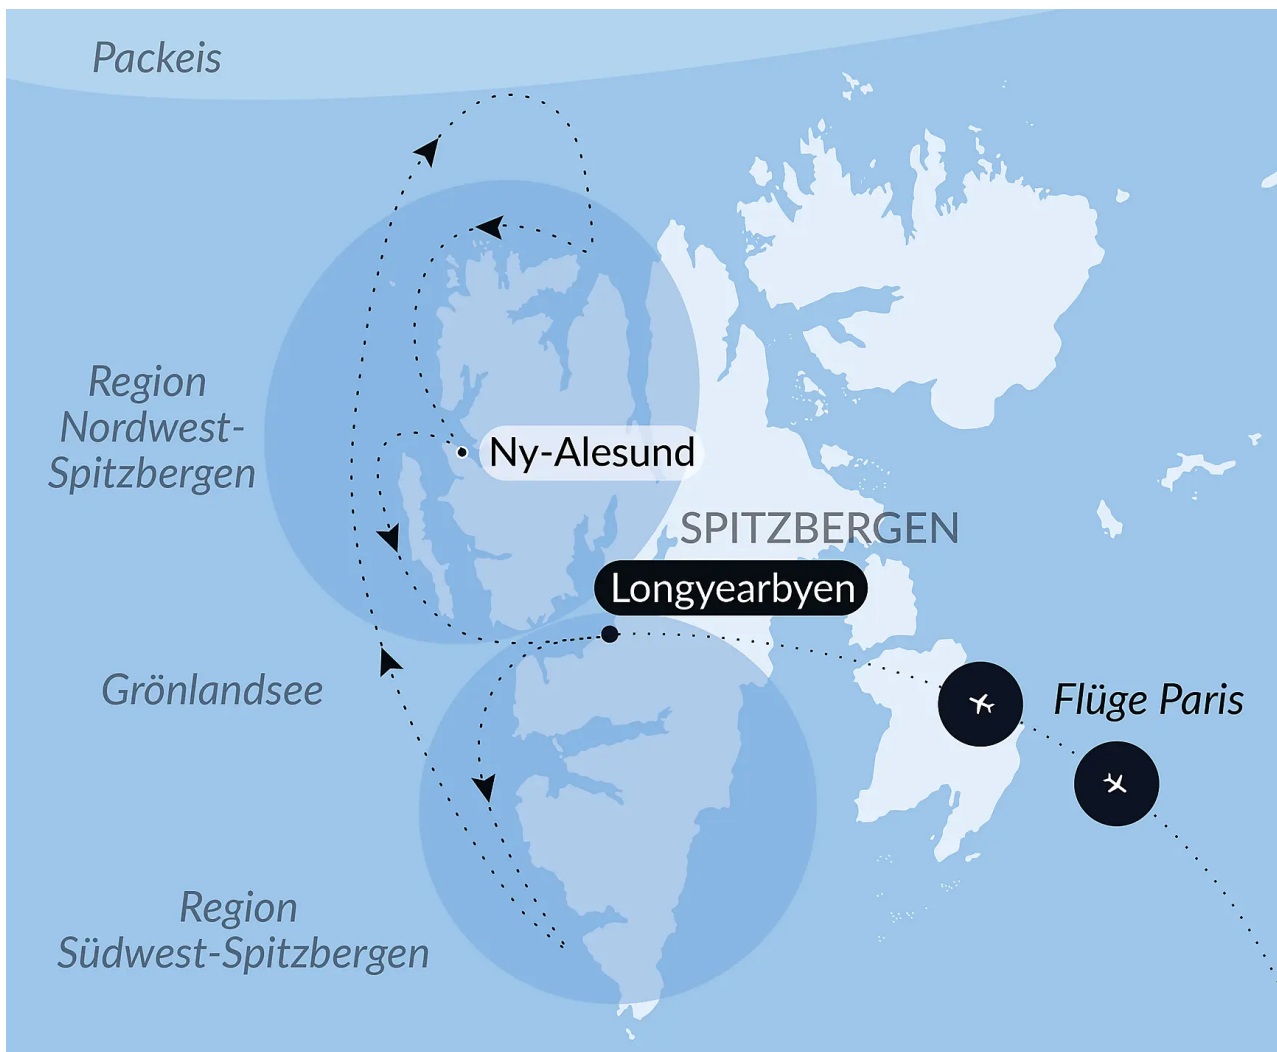 Packeis
Region
Nordwest-
Spitzbergen
Ny-Alesund
SPITZBERGEN
Longyearbyen
Grönlandsee
Flüge Paris
Region
Südwest-Spitzbergen